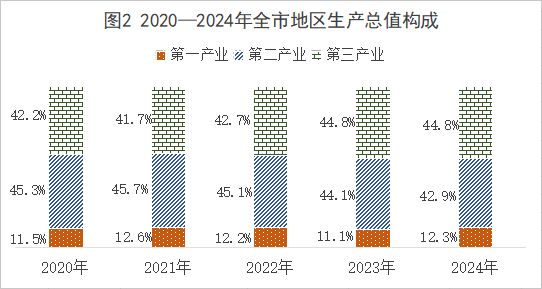 图2 2020—2024年全市地区生产总值构成
第一产业 第二产业 第三产业
42.2% 41.7% 42.7% 44.8% 44.8%
45.3% 45.7% 45.1% 44.1% 42.9%
11.5% 12.6% 12.2% 11.1% 12.3%
2020年 2021年 2022年 2023年 2024年